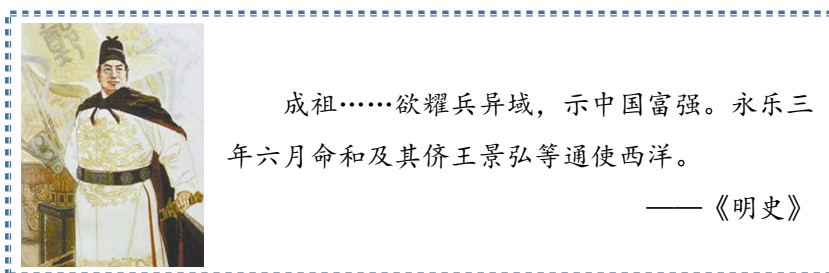 成祖……欲耀兵异域，示中国富强。永乐三
年六月命和及其侪王景弘等通使西洋。
——《明史》